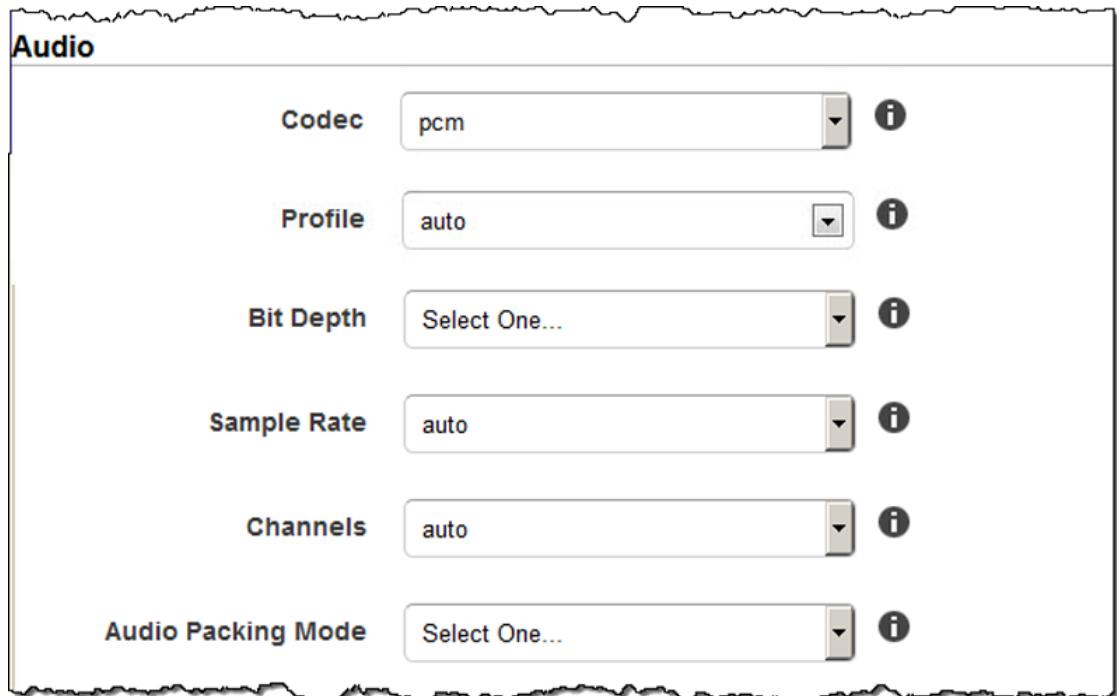 Audio
Codec pcm
Profile auto
Bit Depth Select One...
Sample Rate auto
Channels auto
Audio Packing Mode Select One...